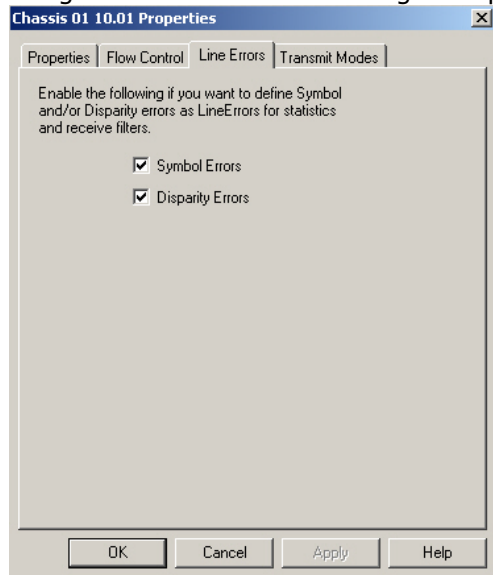 Chassis 01 10.01 Properties
Properties Flow Control Line Errors Transmit Modes
Enable the following if you want to define Symbol
and/or Disparity errors as LineErrors for statistics
and receive filters.
Symbol Errors
Disparity Errors
OK Cancel Apply Help